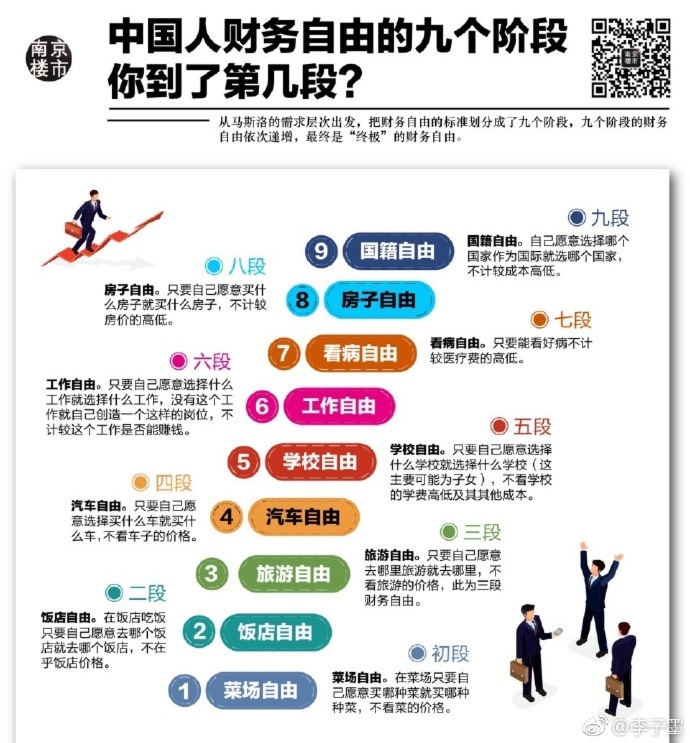 南京
楼市
中国人财务自由的九个阶段
你到了第几段？
南京
楼市
从马斯洛的需求层次出发，把财务自由的标准划分成了九个阶段，九个阶段的财务
自由依次递增，最终是“终极”的财务自由。
九段
9 国籍自由
国籍自由。自己愿意选择哪个
国家作为国际就选哪个国家，
不计较成本高低。
八段
8 房子自由
房子自由。只要自己愿意买什
么房子就买什么房子，不计较
房价的高低。
七段
7 看病自由
看病自由。只要能看好病不计
较医疗费的高低。
六段
6 工作自由
工作自由。只要自己愿意选择什么
工作就选择什么工作，没有这个工
作就自己创造一个这样的岗位，不
计较这个工作是否能赚钱。
五段
5 学校自由
学校自由。只要自己愿意选择
什么学校就选择什么学校（这
主要可能为子女），不看学校
的学费高低及其其他成本。
四段
4 汽车自由
汽车自由。只要自己愿
意选择买什么车就买什
么车,不看车子的价格。
三段
3 旅游自由
旅游自由。只要自己愿意
去哪里旅游就去哪里，不
看旅游的价格，此为三段
财务自由。
二段
2 饭店自由
饭店自由。在饭店吃饭
只要自己愿意去哪个饭
店就去哪个饭店，不在
乎饭店价格。
初段
1 菜场自由
菜场自由。在菜场只要自
己愿意买哪种菜就买哪种
种菜，不看菜的价格。
@李子墨